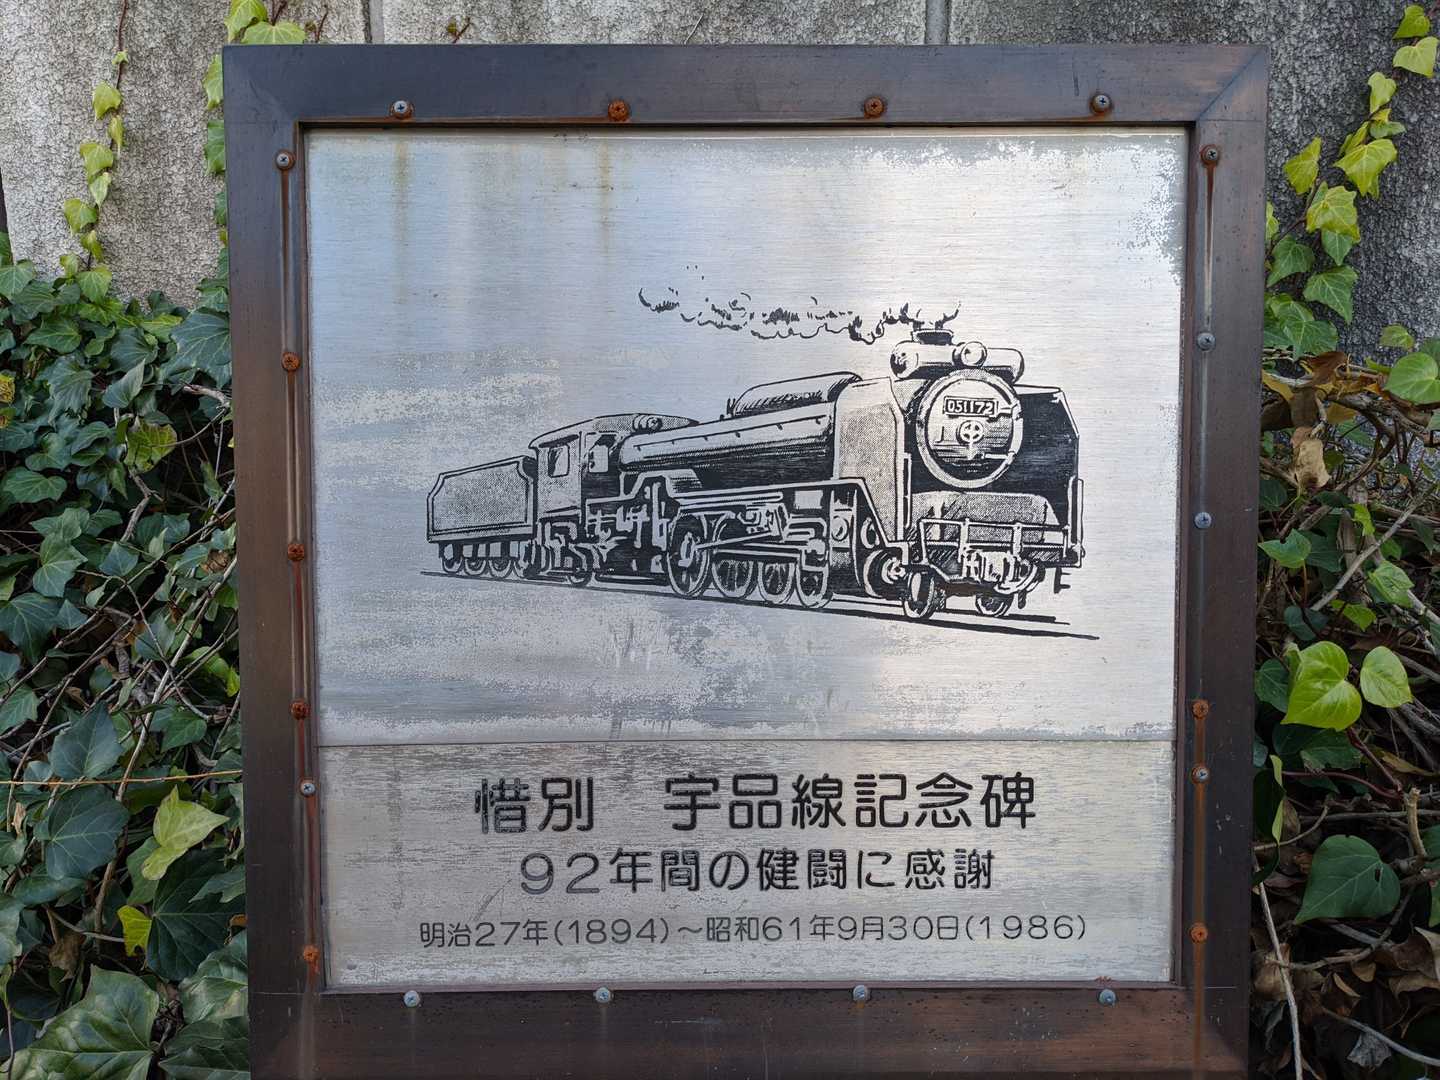 D51172
惜別　宇品線記念碑
92年間の健闘に感謝
明治27年(1894)～昭和61年9月30日(1986)